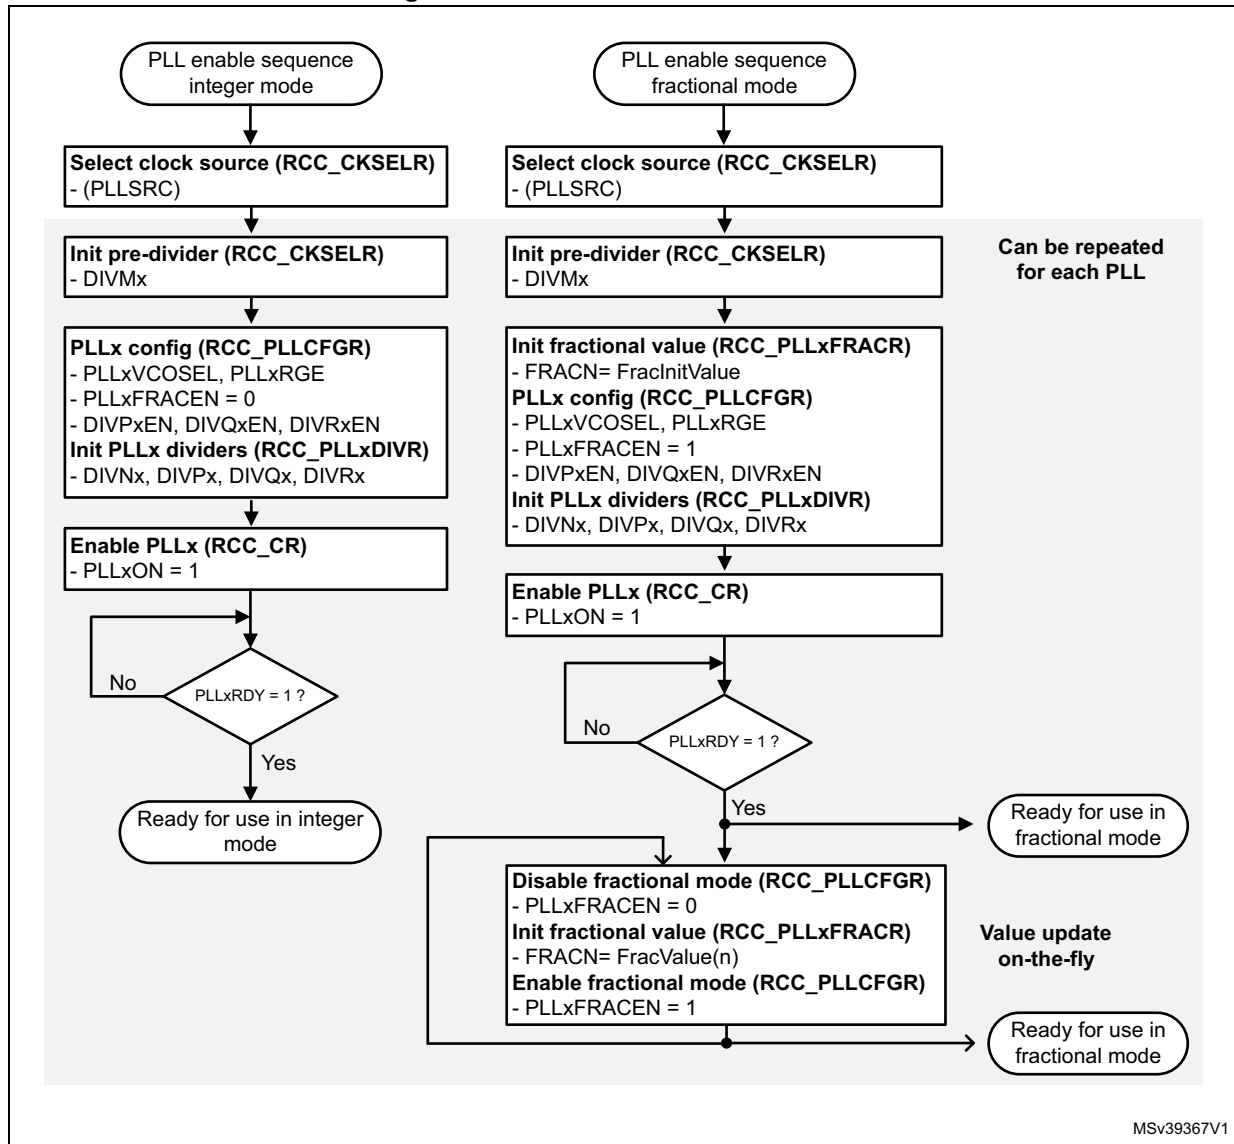 PLL enable sequence
integer mode
Select clock source (RCC_CKSELR)
- (PLLSRC)
Init pre-divider (RCC_CKSELR)
- DIVMx
PLLx config (RCC_PLLCFGR)
- PLLxVCOSEL, PLLxRGE
- PLLxFRACEN = 0
- DIVPxEN, DIVQxEN, DIVRxEN
Init PLLx dividers (RCC_PLLxDIVR)
- DIVNx, DIVPx, DIVQx, DIVRx
Enable PLLx (RCC_CR)
- PLLxON = 1
No
PLLxRDY = 1 ?
Yes
Ready for use in integer
mode
PLL enable sequence
fractional mode
Select clock source (RCC_CKSELR)
- (PLLSRC)
Init pre-divider (RCC_CKSELR)
- DIVMx
Can be repeated
for each PLL
Init fractional value (RCC_PLLxFRACR)
- FRACN= FracInitValue
PLLx config (RCC_PLLCFGR)
- PLLxVCOSEL, PLLxRGE
- PLLxFRACEN = 1
- DIVPxEN, DIVQxEN, DIVRxEN
Init PLLx dividers (RCC_PLLxDIVR)
- DIVNx, DIVPx, DIVQx, DIVRx
Enable PLLx (RCC_CR)
- PLLxON = 1
No
PLLxRDY = 1 ?
Yes
Ready for use in
fractional mode
Disable fractional mode (RCC_PLLCFGR)
- PLLxFRACEN = 0
Init fractional value (RCC_PLLxFRACR)
- FRACN= FracValue(n)
Enable fractional mode (RCC_PLLCFGR)
- PLLxFRACEN = 1
Value update
on-the-fly
Ready for use in
fractional mode
MSv39367V1